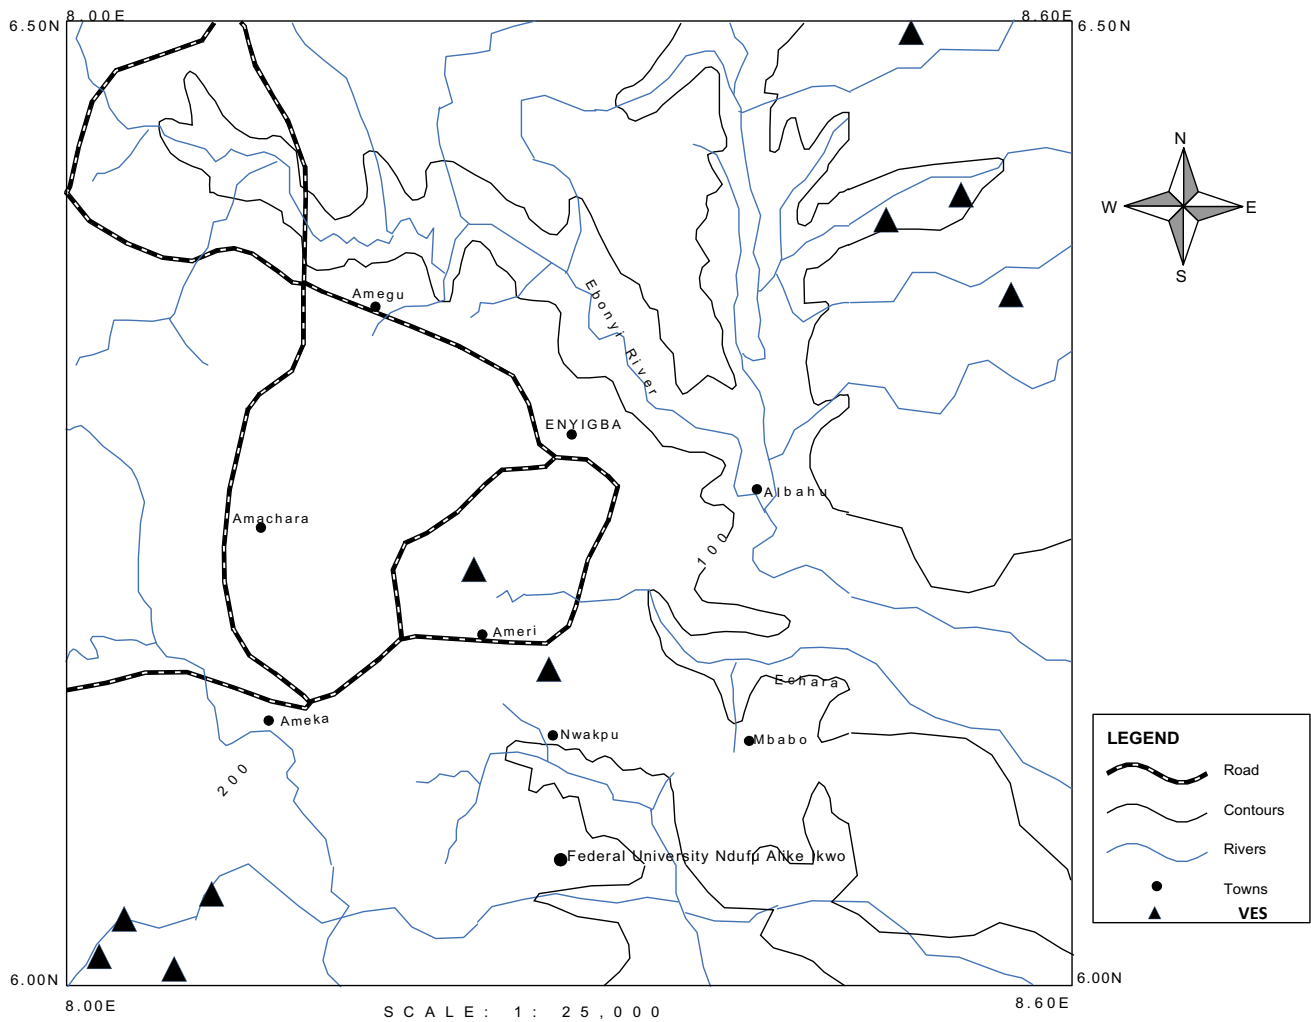 8.00E
8.60E
6.50N
6.50N
N
W
E
S
Ebonyi River
Amegu
ENYIGBA
Albahu
Amachara
100
Ameri
Echara
Ameka
Nwakpu
Mbabo
200
Federal University Ndufu Alike Ikwo
LEGEND
Road
Contours
Rivers
Towns
VES
6.00N
6.00N
8.00E
8.60E
SCALE: 1: 25,000